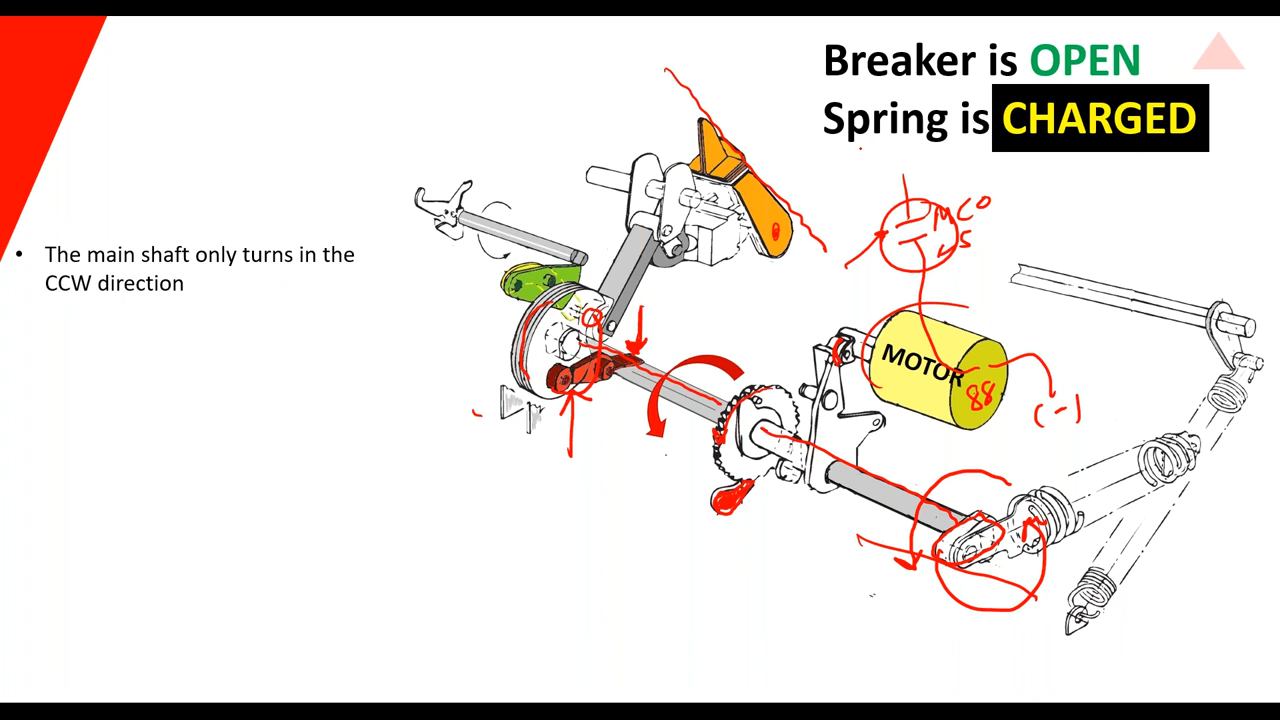 Breaker is OPEN
Spring is CHARGED
• The main shaft only turns in the
CCW direction
MOTOR
88
(-)